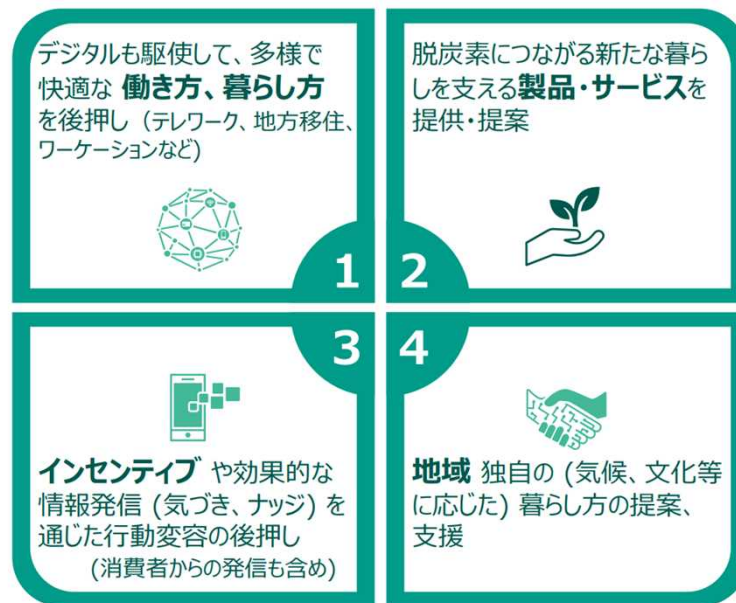 デジタルも駆使して、多様で
快適な 働き方、暮らし方
を後押し（テレワーク、地方移住、
ワーケーションなど)
1
脱炭素につながる新たな暮ら
しを支える製品・サービスを
提供・提案
2
3
インセンティブ や効果的な
情報発信 (気づき、ナッジ) を
通じた行動変容の後押し
(消費者からの発信も含め)
4
地域 独自の (気候、文化等
に応じた) 暮らし方の提案、
支援